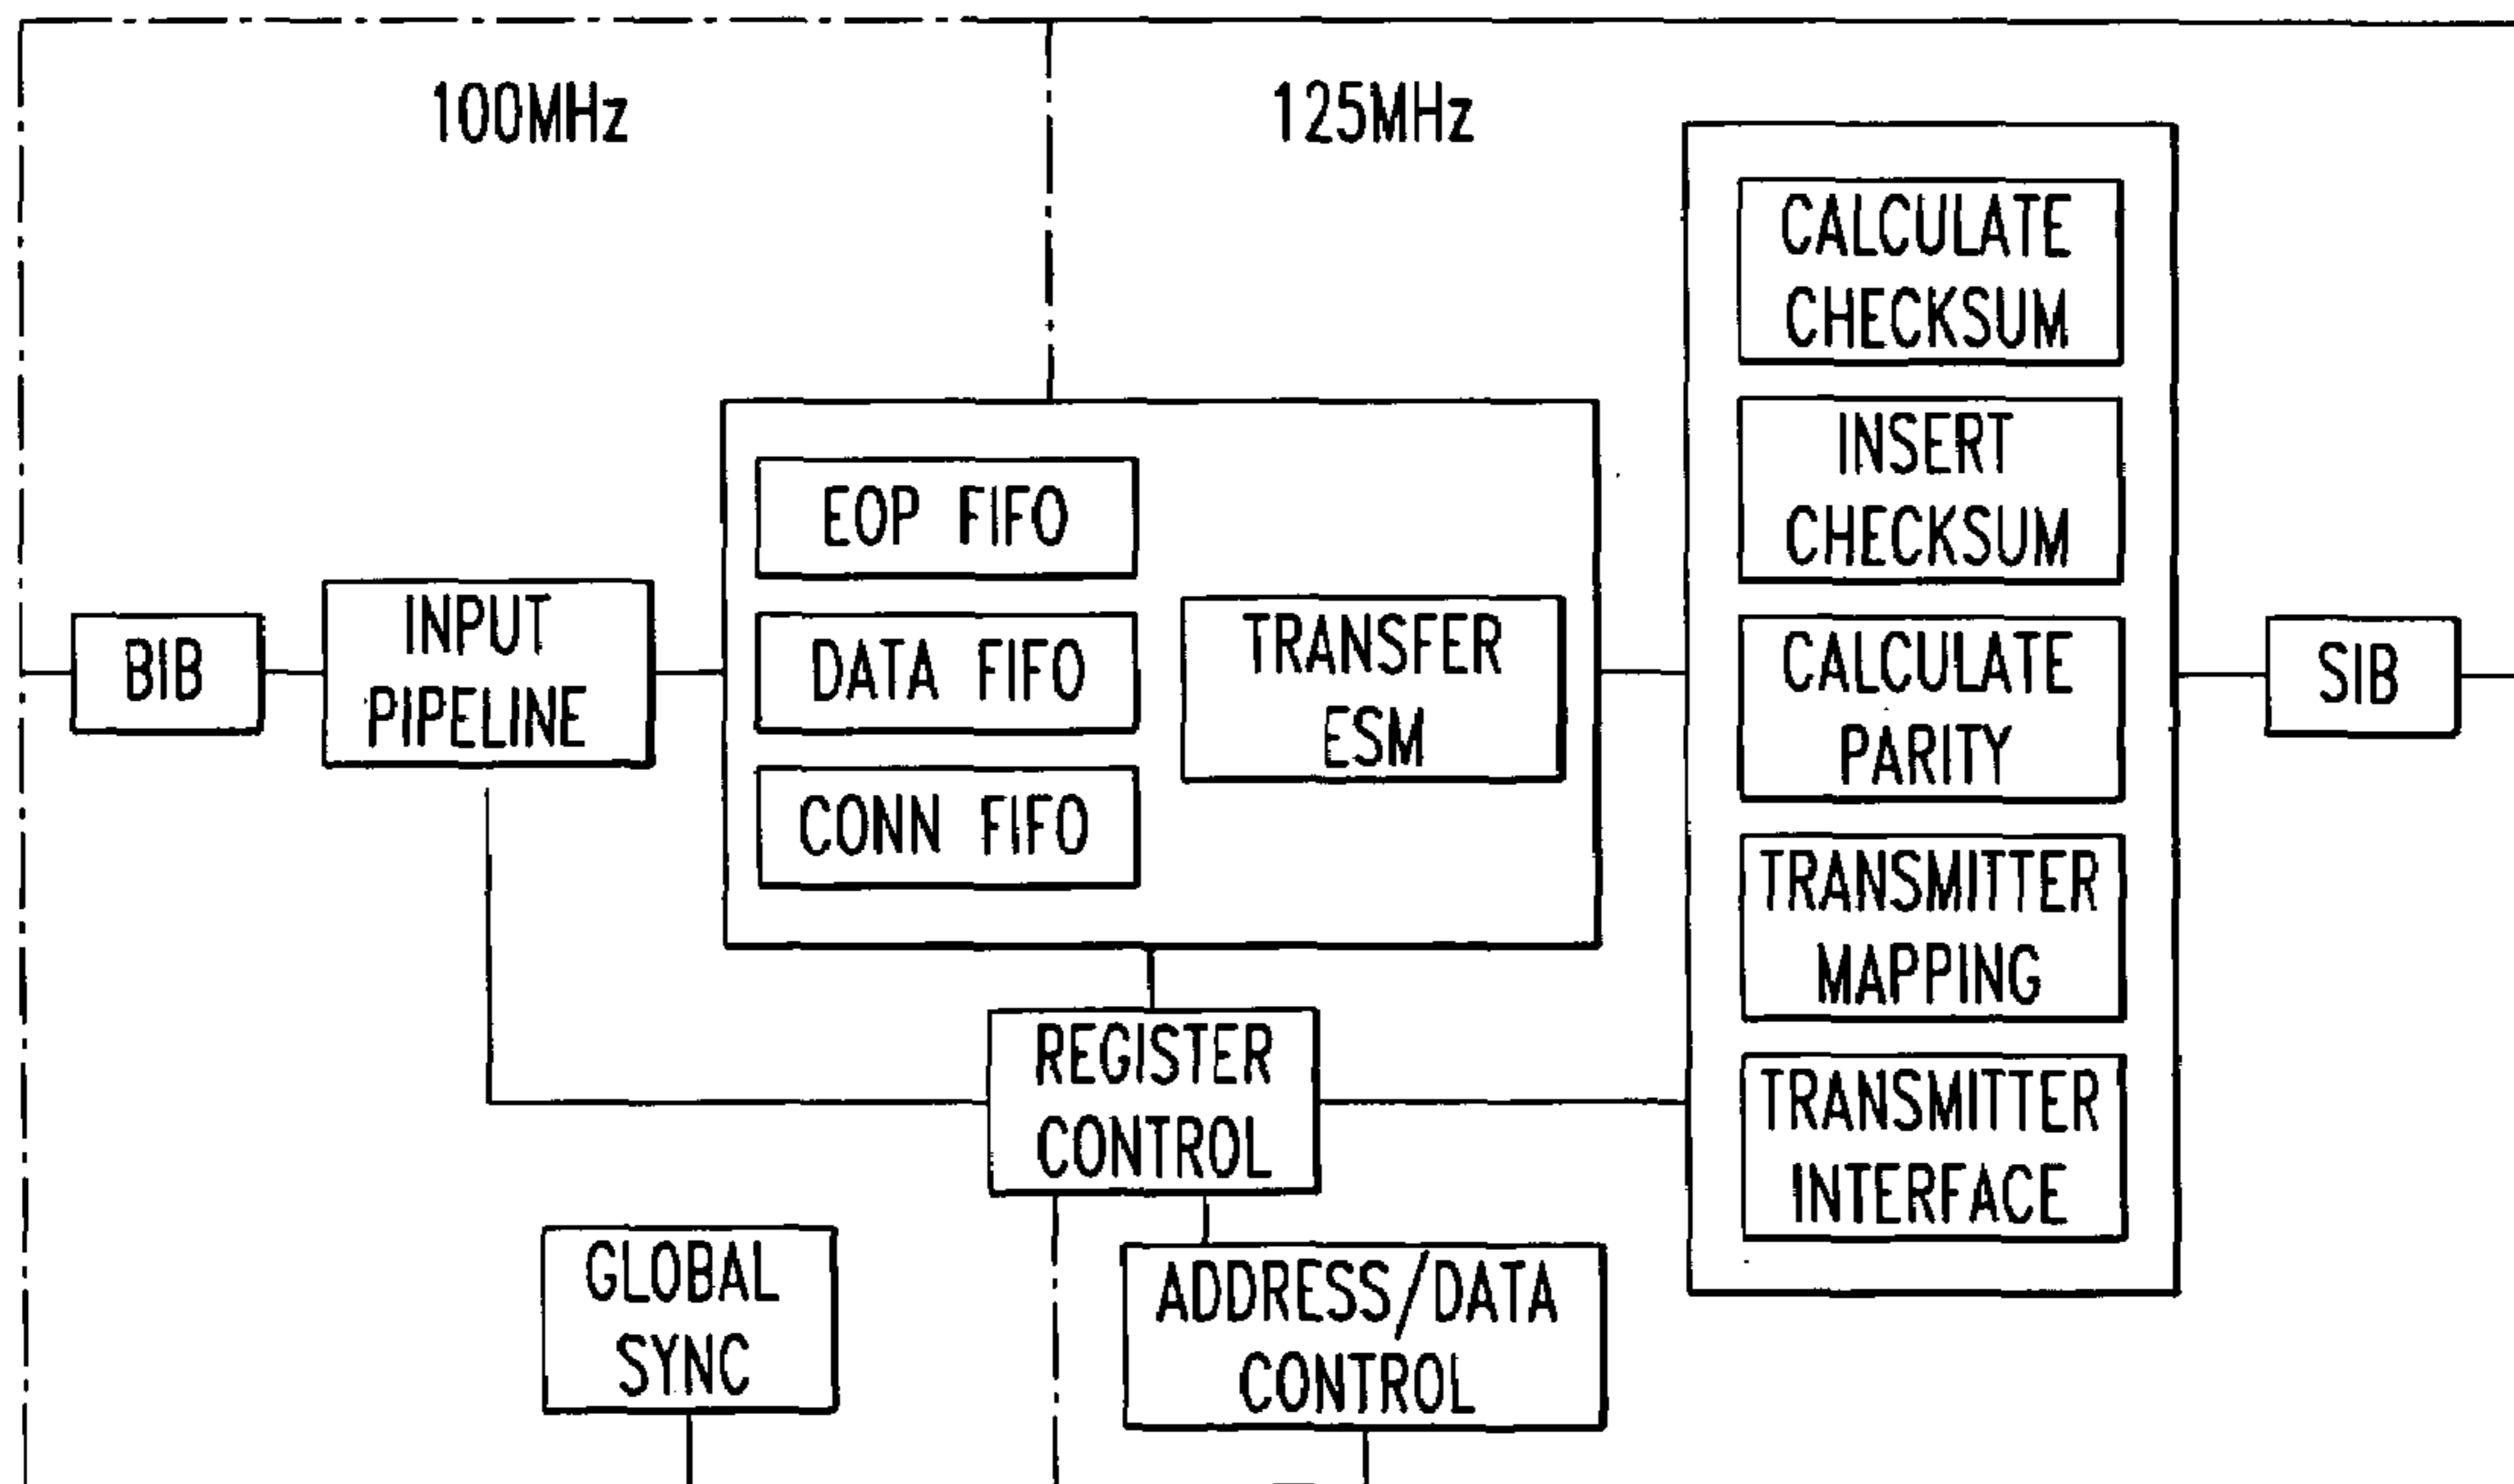 100MHz
125MHz
CALCULATE
CHECKSUM
INSERT
CHECKSUM
CALCULATE
PARITY
TRANSMITTER
MAPPING
TRANSMITTER
INTERFACE
EOP FIFO
DATA FIFO
CONN FIFO
TRANSFER
ESM
BIB
INPUT
PIPELINE
SIB
REGISTER
CONTROL
GLOBAL
SYNC
ADDRESS/DATA
CONTROL